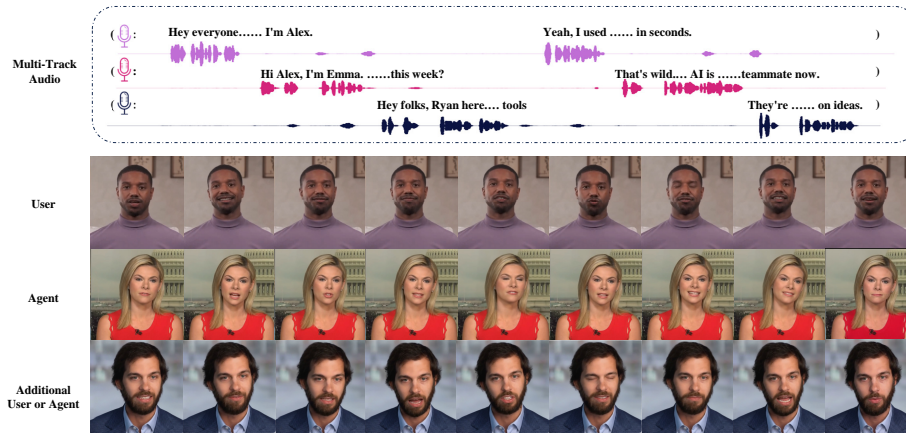 Hey everyone…… I'm Alex.
Yeah, I used …… in seconds.
( : )
Multi-Track
Audio
Hi Alex, I'm Emma. ……this week?
That's wild.… AI is ……teammate now.
( : )
Hey folks, Ryan here.… tools
They're …… on ideas.
( : )
User
Agent
Additional
User or Agent